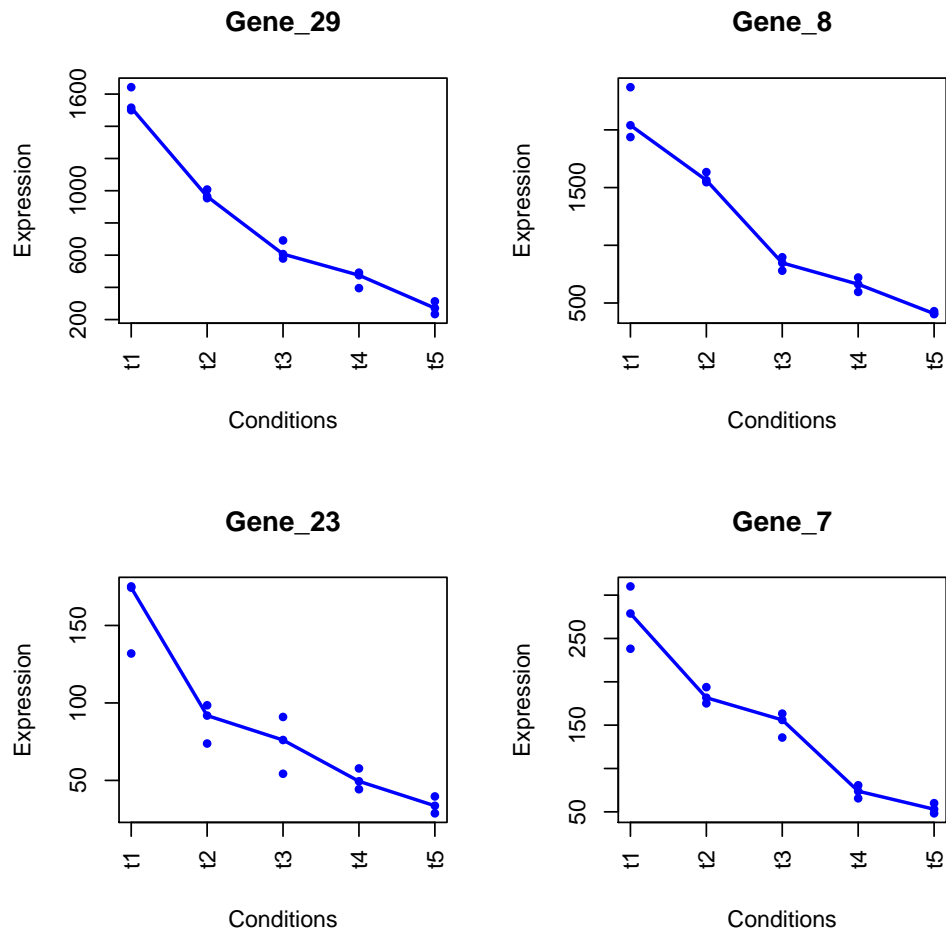 Gene_29
Expression
1600
1000
600
200
t1 t2 t3 t4 t5
Conditions
Gene_8
Expression
1500
500
t1 t2 t3 t4 t5
Conditions
Gene_23
Expression
150
100
50
t1 t2 t3 t4 t5
Conditions
Gene_7
Expression
250
150
50
t1 t2 t3 t4 t5
Conditions